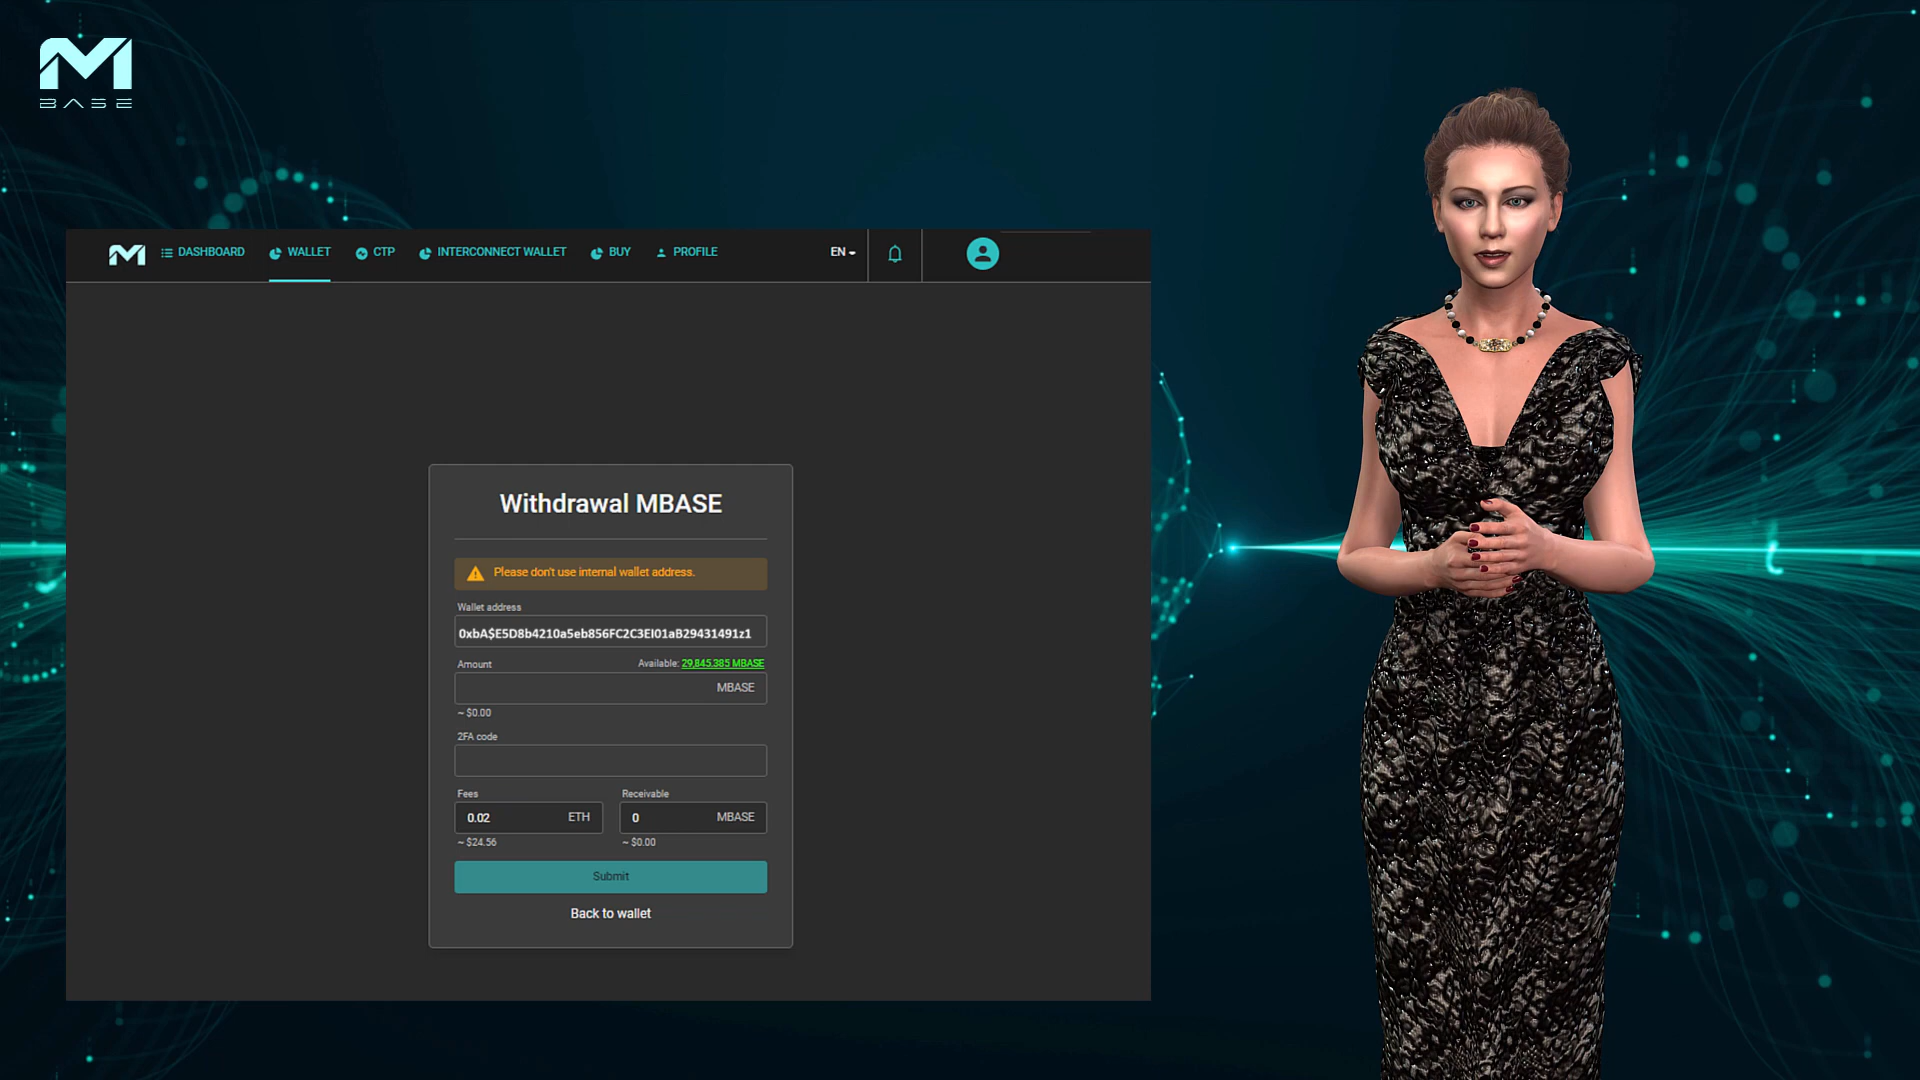 M
BASE
DASHBOARD WALLET CTP INTERCONNECT WALLET BUY PROFILE EN
Withdrawal MBASE
Please don't use internal wallet address.
Wallet address
0xbA$E5D8b4210a5eb856FC2C3EI01aB29431491z1
Amount Available: 29,845.385 MBASE
MBASE
~ $0.00
2FA code
Fees Receivable
0.02 ETH 0 MBASE
~ $24.56 ~ $0.00
Submit
Back to wallet